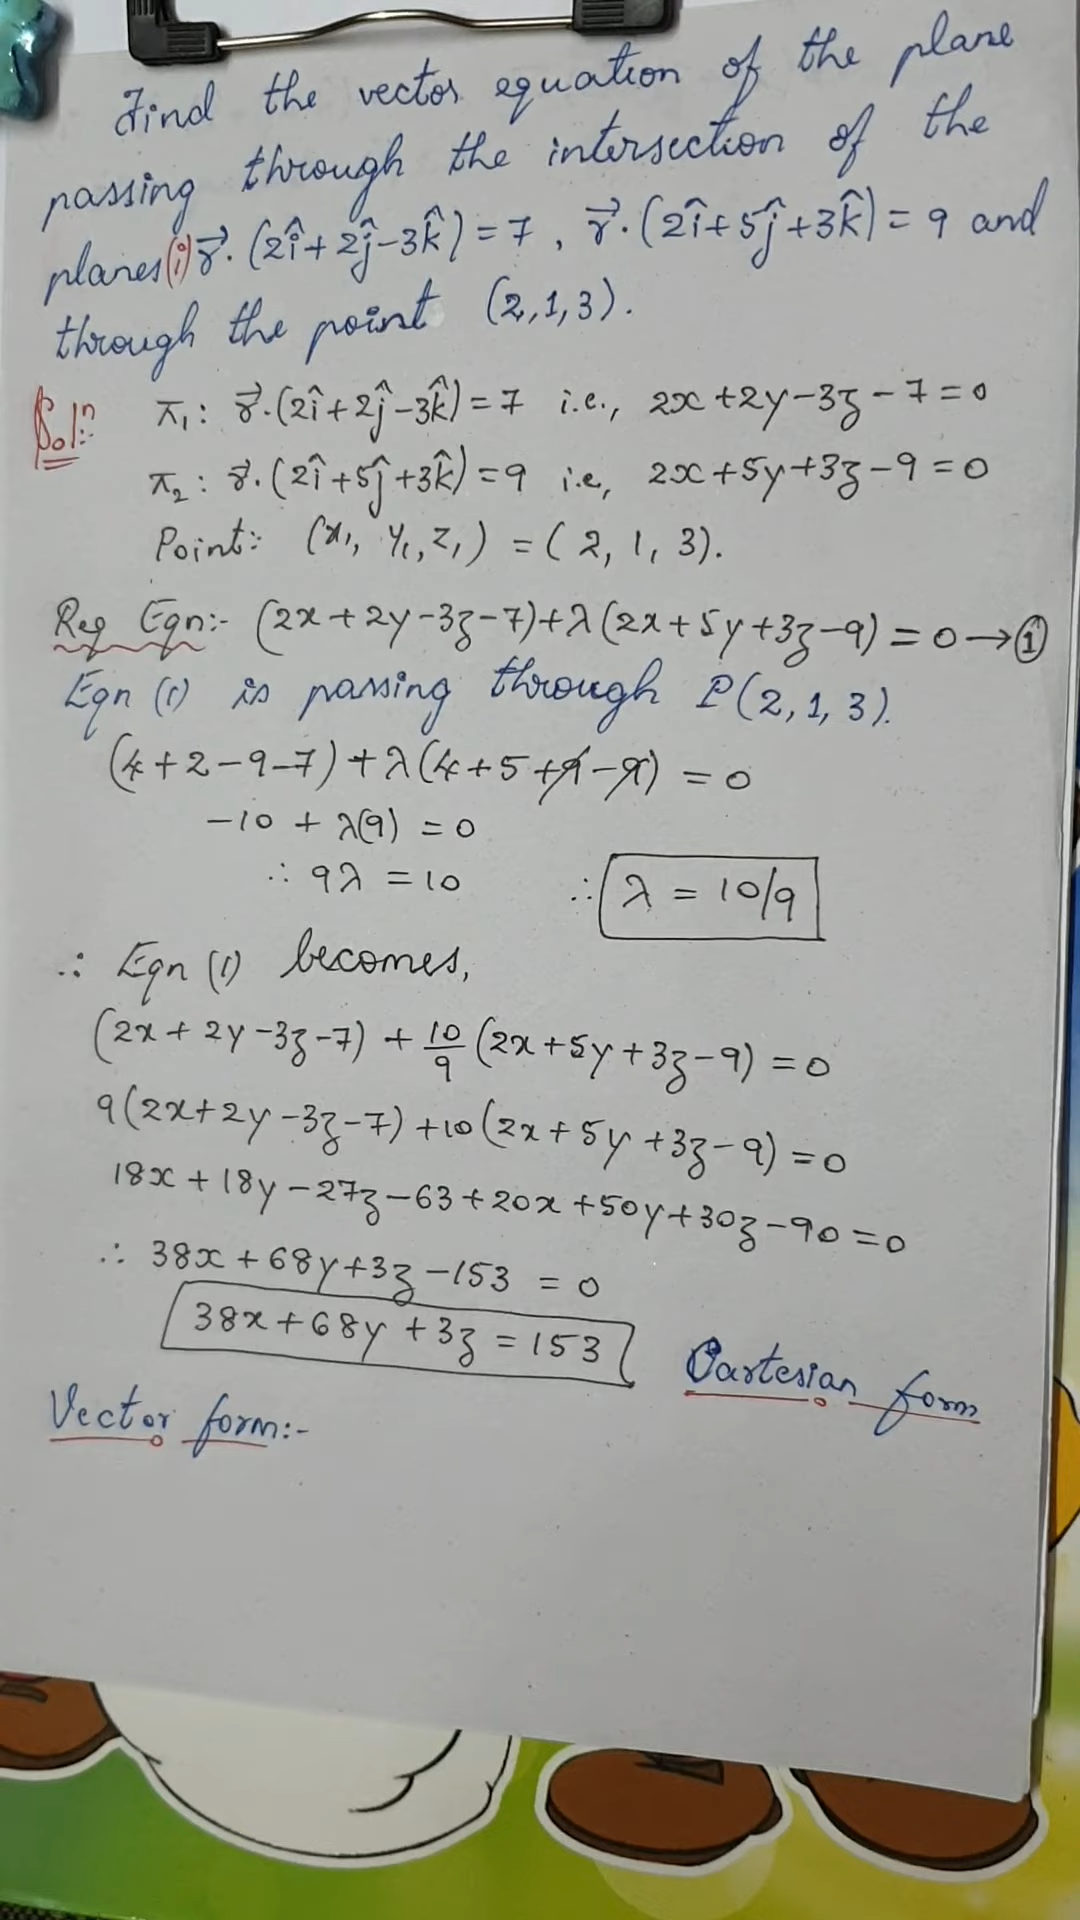 Find the vector equation of the plane
passing through the intersection of the
planes (i) r⃗. (2î + 2ĵ - 3k̂) = 7, r⃗. (2î + 5ĵ + 3k̂) = 9 and
through the point (2,1,3).
Solⁿ:- π₁: r⃗.(2î + 2ĵ - 3k̂) = 7 i.e., 2x + 2y - 3z - 7 = 0
π₂: r⃗.(2î + 5ĵ + 3k̂) = 9 i.e, 2x + 5y + 3z - 9 = 0
Point:- (x₁, y₁, z₁) = (2, 1, 3).
Req Eqn:- (2x + 2y - 3z - 7) + λ(2x + 5y + 3z - 9) = 0 → ①
Eqn (1) is passing through P(2, 1, 3).
(4 + 2 - 9 - 7) + λ(4 + 5 + 9 - 9) = 0
-10 + λ(9) = 0
∴ 9λ = 10 ∴ λ = 10/9
∴ Eqn (1) becomes,
(2x + 2y - 3z - 7) + 10/9 (2x + 5y + 3z - 9) = 0
9(2x + 2y - 3z - 7) + 10(2x + 5y + 3z - 9) = 0
18x + 18y - 27z - 63 + 20x + 50y + 30z - 90 = 0
∴ 38x + 68y + 3z - 153 = 0
38x + 68y + 3z = 153 Cartesian form
Vector form:-